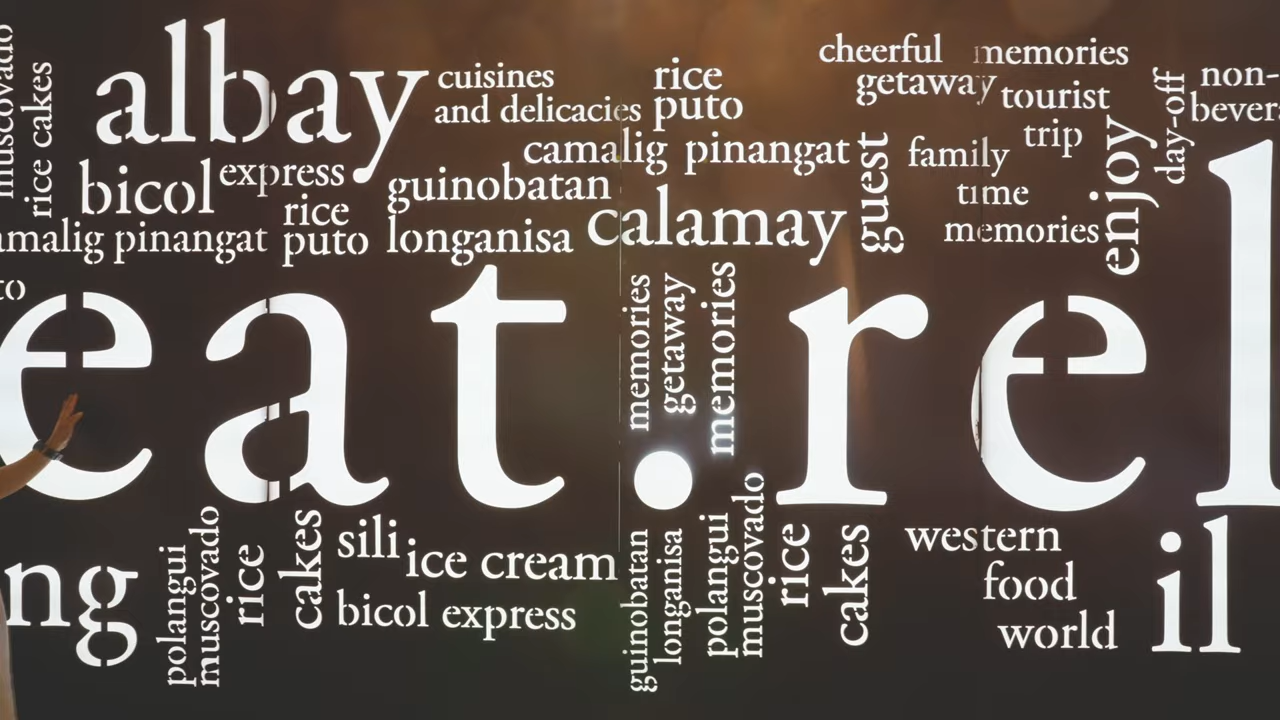 muscovado
rice cakes
albay
cuisines
and delicacies
rice
puto
cheerful
memories
getaway
tourist
trip
day-off
non-
camalig pinangat
guest
family
time
memories
enjoy
bicol
express
guinobatan
longanisa
calamay
rice
puto
amalig pinangat
to
eat.rel
memories
getaway
memories
ng
polangui
muscovado
rice
cakes
sili
ice cream
bicol express
guinobatan
longanisa
polangui
muscovado
rice
cakes
western
food
world
il